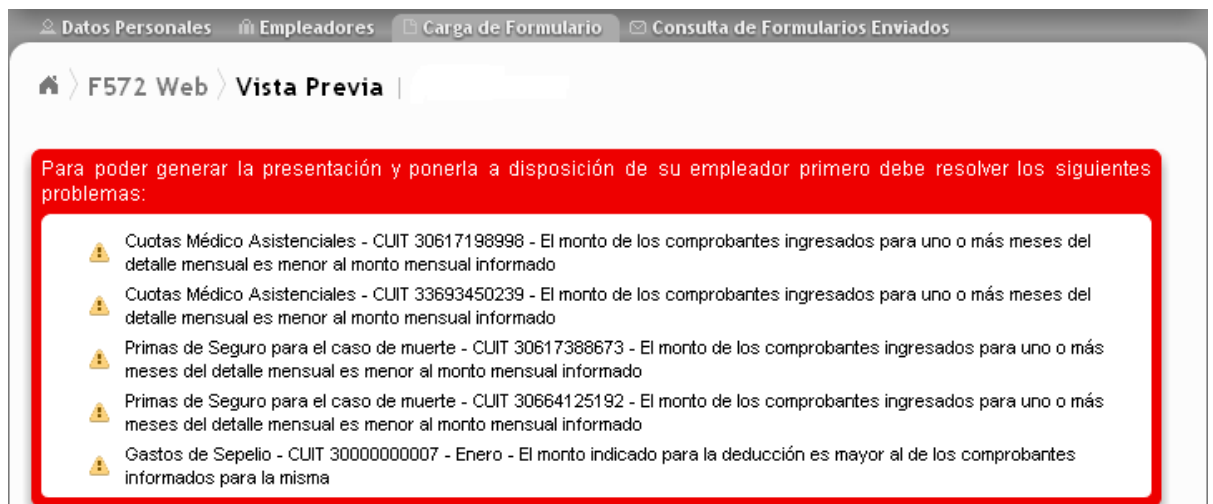 Datos Personales Empleadores Carga de Formulario Consulta de Formularios Enviados
F572 Web Vista Previa |
Para poder generar la presentación y ponerla a disposición de su empleador primero debe resolver los siguientes
problemas:
Cuotas Médico Asistenciales - CUIT 30617198998 - El monto de los comprobantes ingresados para uno o más meses del
detalle mensual es menor al monto mensual informado
Cuotas Médico Asistenciales - CUIT 33693450239 - El monto de los comprobantes ingresados para uno o más meses del
detalle mensual es menor al monto mensual informado
Primas de Seguro para el caso de muerte - CUIT 30617388673 - El monto de los comprobantes ingresados para uno o más
meses del detalle mensual es menor al monto mensual informado
Primas de Seguro para el caso de muerte - CUIT 30664125192 - El monto de los comprobantes ingresados para uno o más
meses del detalle mensual es menor al monto mensual informado
Gastos de Sepelio - CUIT 30000000007 - Enero - El monto indicado para la deducción es mayor al de los comprobantes
informados para la misma